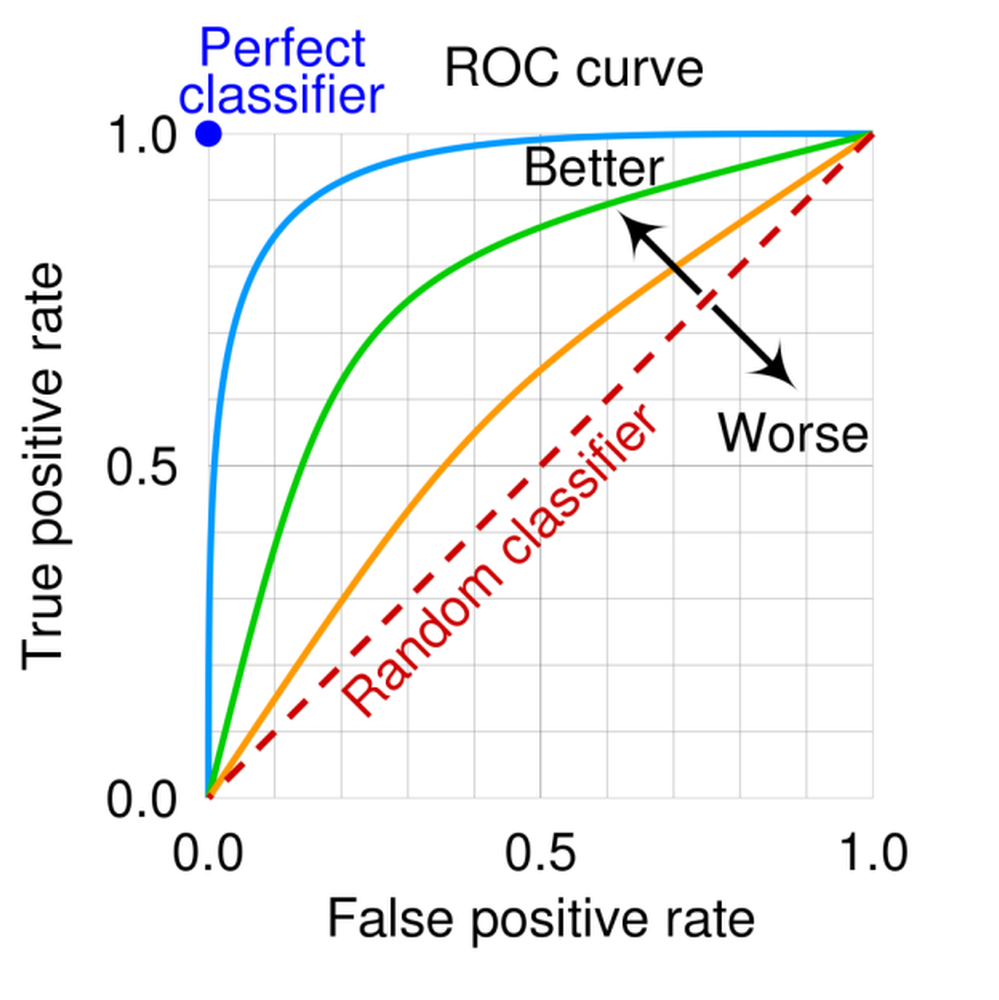 Perfect
classifier
ROC curve
1.0
Better
True positive rate
0.5
Worse
Random classifier
0.0
0.0
0.5
1.0
False positive rate